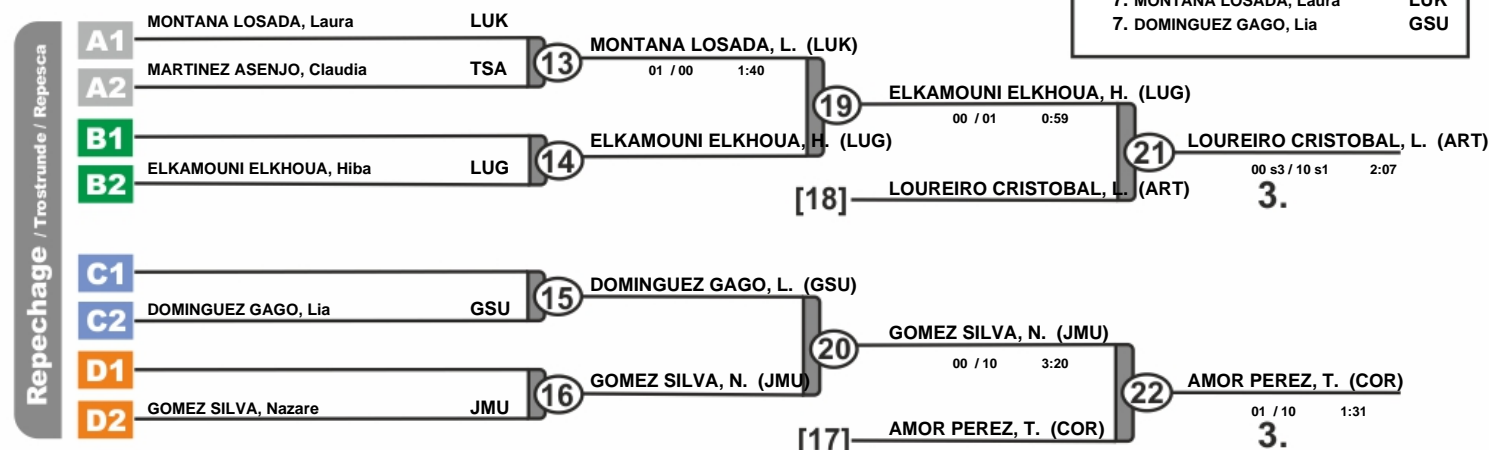 7. MONTANA LOSADA, Laura LUK
7. DOMINGUEZ GAGO, Lia GSU
Repechage / Trostrunde / Repesca
A1 MONTANA LOSADA, Laura LUK
A2 MARTINEZ ASENJO, Claudia TSA
13 MONTANA LOSADA, L. (LUK)
01 / 00 1:40
B1
B2 ELKAMOUNI ELKHOUA, Hiba LUG
14 ELKAMOUNI ELKHOUA, H. (LUG)
19 ELKAMOUNI ELKHOUA, H. (LUG)
00 / 01 0:59
[18] LOUREIRO CRISTOBAL, L. (ART)
21 LOUREIRO CRISTOBAL, L. (ART)
00 s3 / 10 s1 2:07
3.
C1
C2 DOMINGUEZ GAGO, Lia GSU
15 DOMINGUEZ GAGO, L. (GSU)
D1
D2 GOMEZ SILVA, Nazare JMU
16 GOMEZ SILVA, N. (JMU)
20 GOMEZ SILVA, N. (JMU)
00 / 10 3:20
[17] AMOR PEREZ, T. (COR)
22 AMOR PEREZ, T. (COR)
01 / 10 1:31
3.